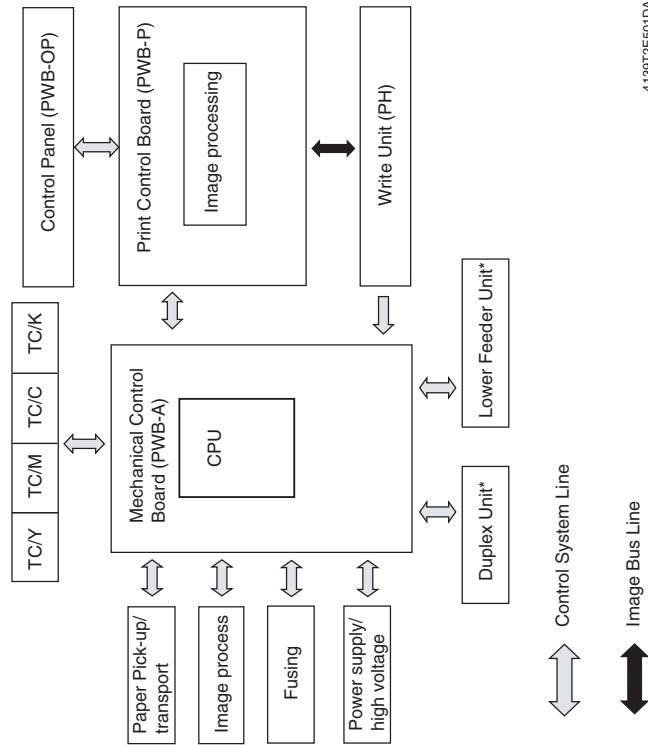 TC/Y
TC/M
TC/C
TC/K
Control Panel (PWB-OP)
Mechanical Control
Board (PWB-A)
CPU
Print Control Board (PWB-P)
Image processing
Paper Pick-up/
transport
Image process
Fusing
Power supply/
high voltage
Write Unit (PH)
Duplex Unit*
Lower Feeder Unit*
Control System Line
Image Bus Line